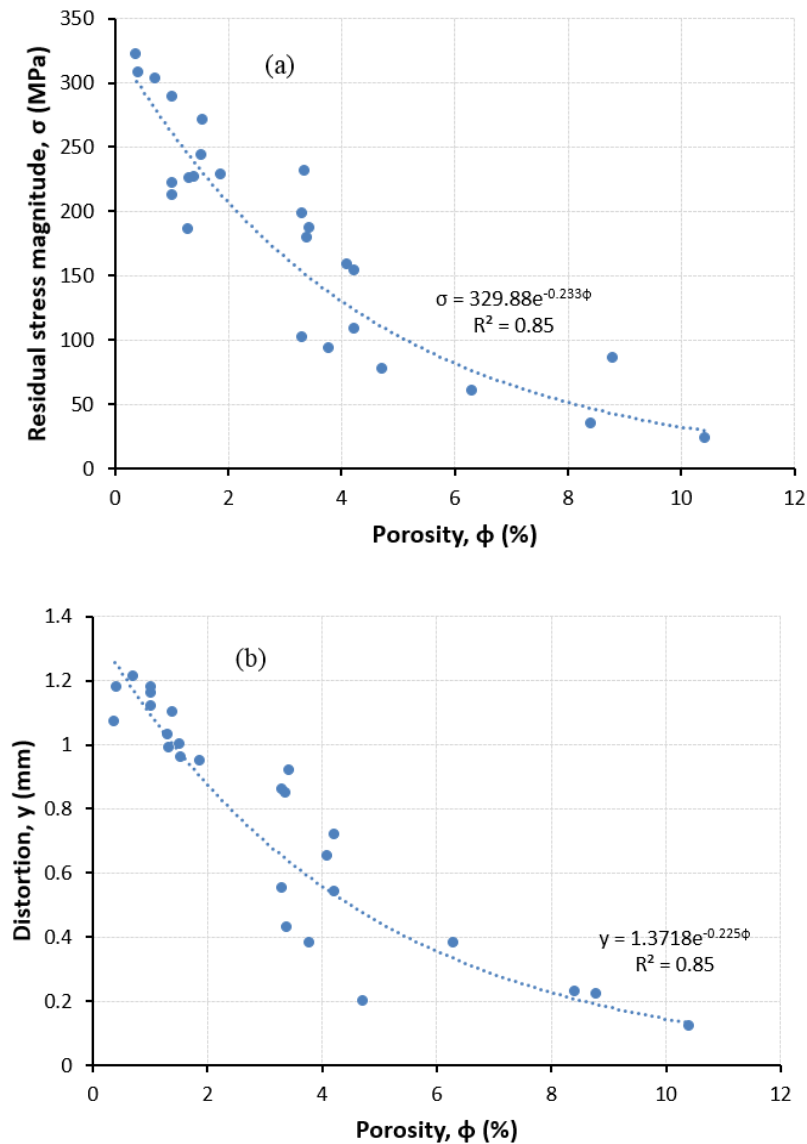 350
300
250
200
150
100
50
0
Residual stress magnitude, σ (MPa)
(a)
σ = 329.88e^-0.233ϕ
R² = 0.85
0 2 4 6 8 10 12
Porosity, ϕ (%)
1.4
1.2
1
0.8
0.6
0.4
0.2
0
Distortion, y (mm)
(b)
y = 1.3718e^-0.225ϕ
R² = 0.85
0 2 4 6 8 10 12
Porosity, ϕ (%)